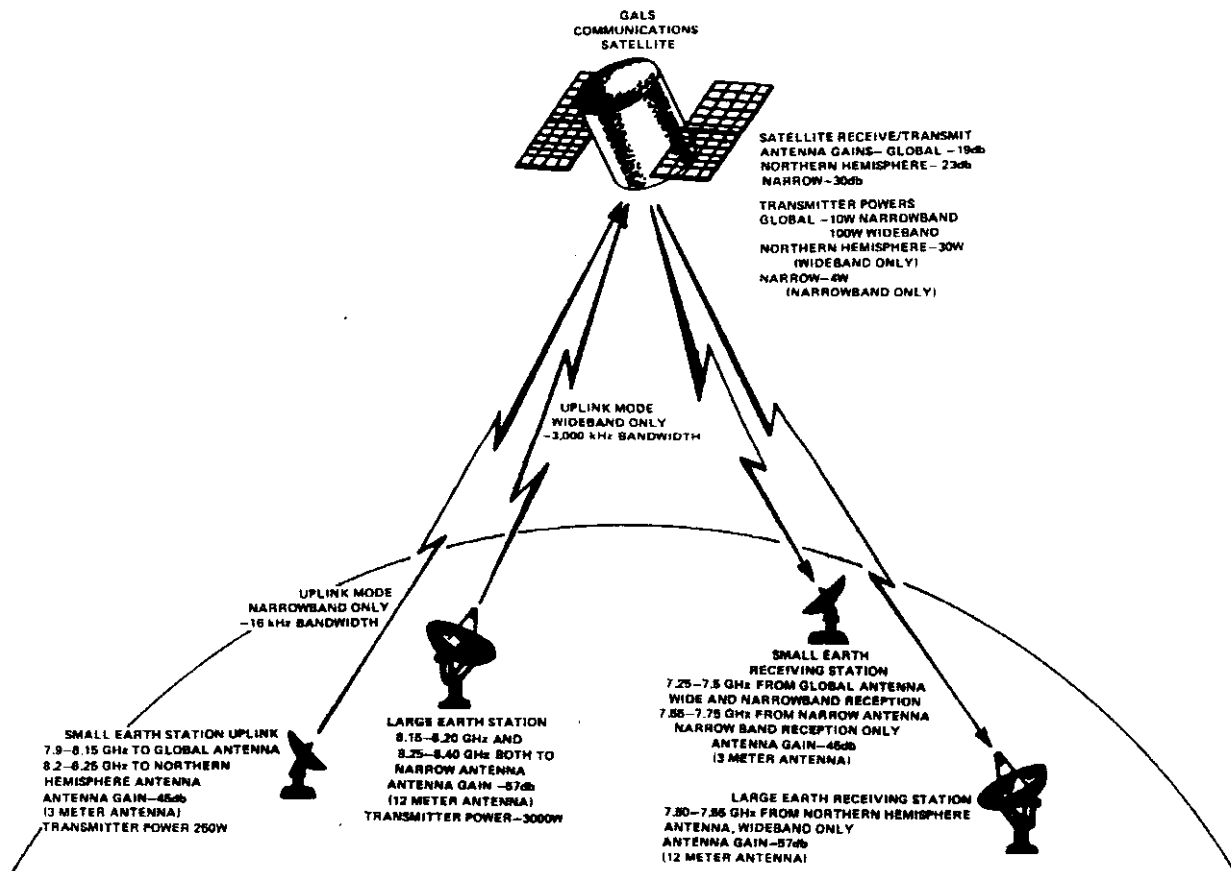 GALS
COMMUNICATIONS
SATELLITE
SATELLITE RECEIVE/TRANSMIT
ANTENNA GAINS– GLOBAL –19db
NORTHERN HEMISPHERE– 23db
NARROW–30db
TRANSMITTER POWERS
GLOBAL –10W NARROWBAND
100W WIDEBAND
NORTHERN HEMISPHERE–30W
(WIDEBAND ONLY)
NARROW–4W
(NARROWBAND ONLY)
UPLINK MODE
WIDEBAND ONLY
–3,000 kHz BANDWIDTH
UPLINK MODE
NARROWBAND ONLY
–16 kHz BANDWIDTH
SMALL EARTH STATION UPLINK
7.9–8.15 GHz TO GLOBAL ANTENNA
8.2–8.25 GHz TO NORTHERN
HEMISPHERE ANTENNA
ANTENNA GAIN–45db
(3 METER ANTENNA)
TRANSMITTER POWER 250W
LARGE EARTH STATION
8.15–8.20 GHz AND
8.25–8.40 GHz BOTH TO
NARROW ANTENNA
ANTENNA GAIN –57db
(12 METER ANTENNA)
TRANSMITTER POWER–3000W
SMALL EARTH
RECEIVING STATION
7.25–7.5 GHz FROM GLOBAL ANTENNA
WIDE AND NARROWBAND RECEPTION
7.55–7.75 GHz FROM NARROW ANTENNA
NARROW BAND RECEPTION ONLY
ANTENNA GAIN–45db
(3 METER ANTENNA)
LARGE EARTH RECEIVING STATION
7.50–7.55 GHz FROM NORTHERN HEMISPHERE
ANTENNA, WIDEBAND ONLY
ANTENNA GAIN–57db
(12 METER ANTENNA)